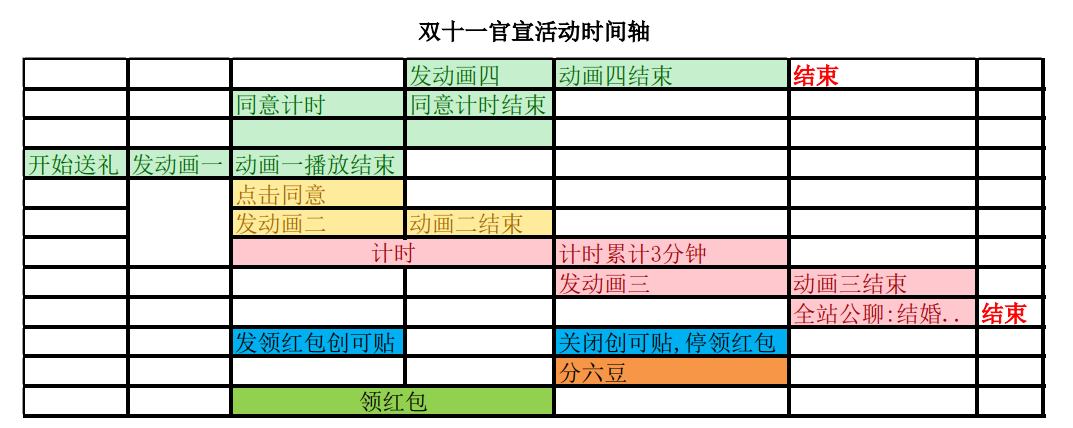 双十一官宣活动时间轴
发动画四 动画四结束 结束
同意计时 同意计时结束
开始送礼 发动画一 动画一播放结束
点击同意
发动画二 动画二结束
计时 计时累计3分钟
发动画三 动画三结束
全站公聊:结婚.. 结束
发领红包创可贴 关闭创可贴,停领红包
分六豆
领红包